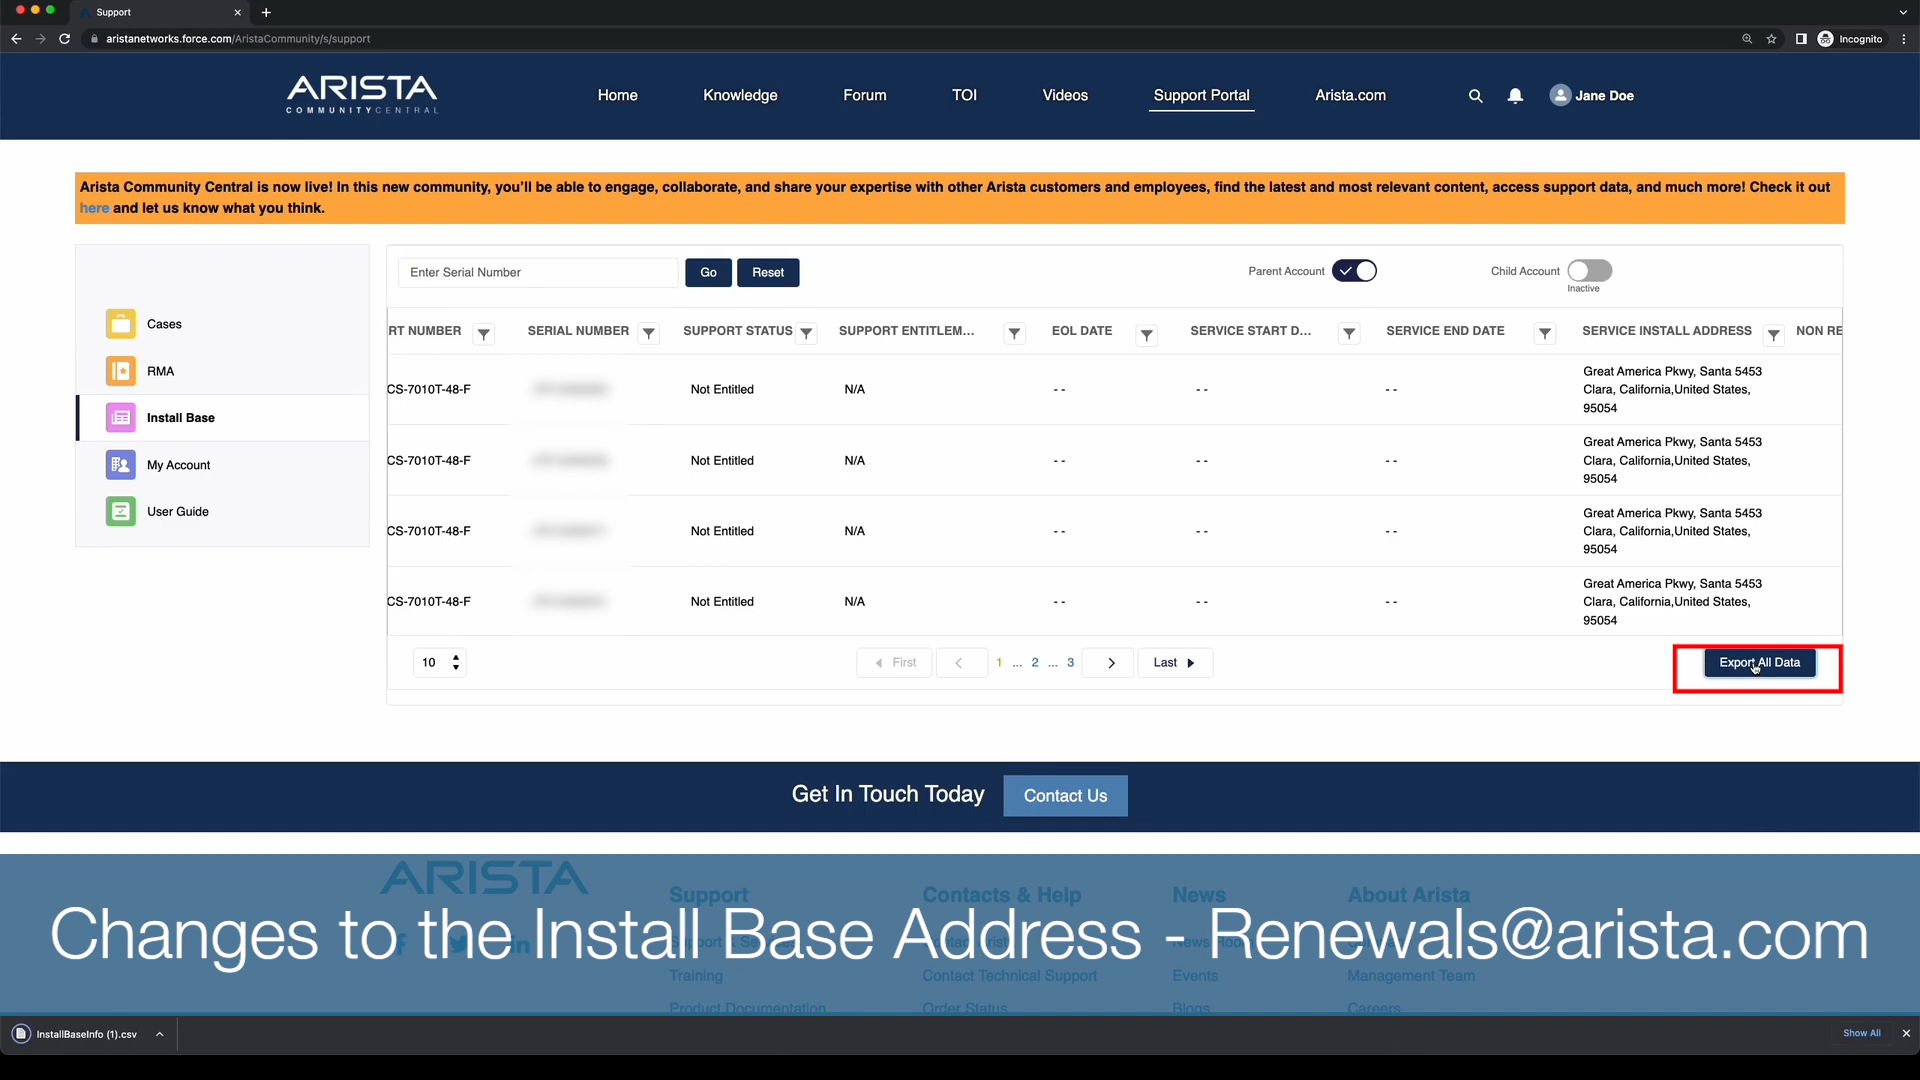 Support
aristanetworks.force.com/AristaCommunity/s/support
Incognito
ARISTA
COMMUNITYCENTRAL
Home
Knowledge
Forum
TOI
Videos
Support Portal
Arista.com
Jane Doe
Arista Community Central is now live! In this new community, you'll be able to engage, collaborate, and share your expertise with other Arista customers and employees, find the latest and most relevant content, access support data, and much more! Check it out
here and let us know what you think.
Cases
RMA
Install Base
My Account
User Guide
Enter Serial Number
Go
Reset
Parent Account
Child Account
Inactive
RT NUMBER
SERIAL NUMBER
SUPPORT STATUS
SUPPORT ENTITLEM...
EOL DATE
SERVICE START D...
SERVICE END DATE
SERVICE INSTALL ADDRESS
NON RE
CS-7010T-48-F
Not Entitled
N/A
- -
- -
- -
Great America Pkwy, Santa 5453
Clara, California,United States,
95054
CS-7010T-48-F
Not Entitled
N/A
- -
- -
- -
Great America Pkwy, Santa 5453
Clara, California,United States,
95054
CS-7010T-48-F
Not Entitled
N/A
- -
- -
- -
Great America Pkwy, Santa 5453
Clara, California,United States,
95054
CS-7010T-48-F
Not Entitled
N/A
- -
- -
- -
Great America Pkwy, Santa 5453
Clara, California,United States,
95054
10
First
1 ... 2 ... 3
Last
Export All Data
Get In Touch Today
Contact Us
ARISTA
Support
Contacts & Help
News
About Arista
Changes to the Install Base Address - Renewals@arista.com
Training
Contact Technical Support
Events
Management Team
Product Documentation
Order Status
Blogs
Careers
InstallBaseInfo (1).csv
Show All